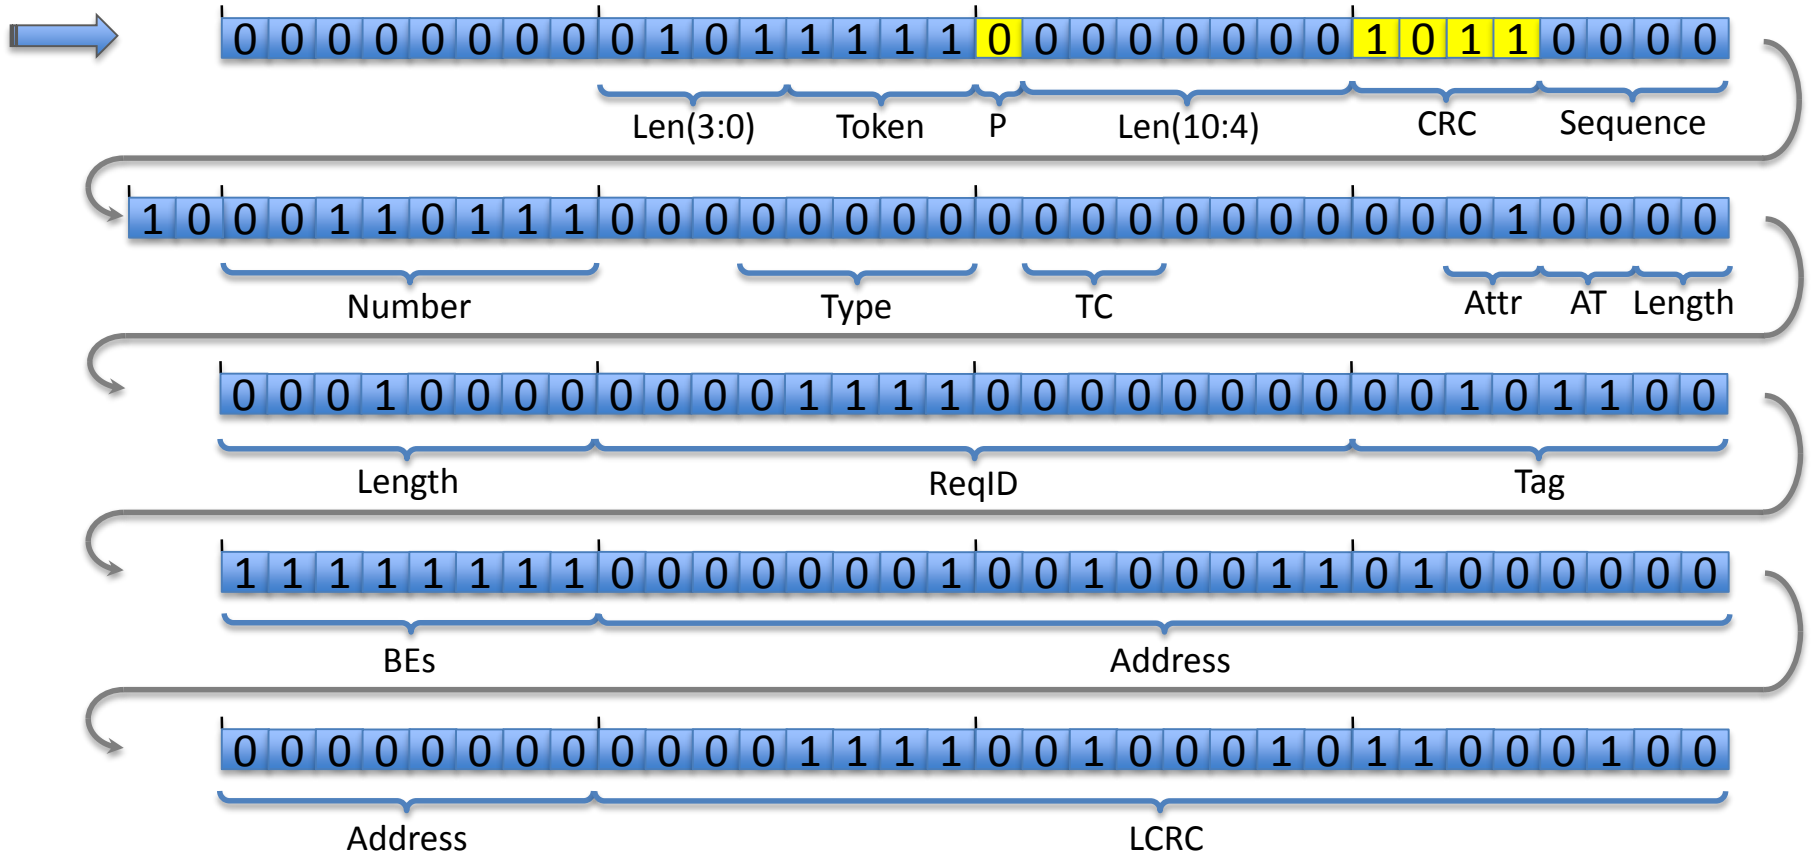 0 0 0 0 0 0 0 0 0 1 0 1 1 1 1 1 0 0 0 0 0 0 0 0 1 0 1 1 0 0 0 0
Len(3:0) Token P Len(10:4) CRC Sequence
1 0 0 0 1 1 0 1 1 1 0 0 0 0 0 0 0 0 0 0 0 0 0 0 0 0 0 0 0 1 0 0 0 0
Number Type TC Attr AT Length
0 0 0 1 0 0 0 0 0 0 0 0 1 1 1 1 0 0 0 0 0 0 0 0 0 0 1 0 1 1 0 0
Length ReqID Tag
1 1 1 1 1 1 1 1 0 0 0 0 0 0 0 1 0 0 1 0 0 0 1 1 0 1 0 0 0 0 0 0
BEs Address
0 0 0 0 0 0 0 0 0 0 0 0 1 1 1 1 0 0 1 0 0 0 1 0 1 1 0 0 0 1 0 0
Address LCRC